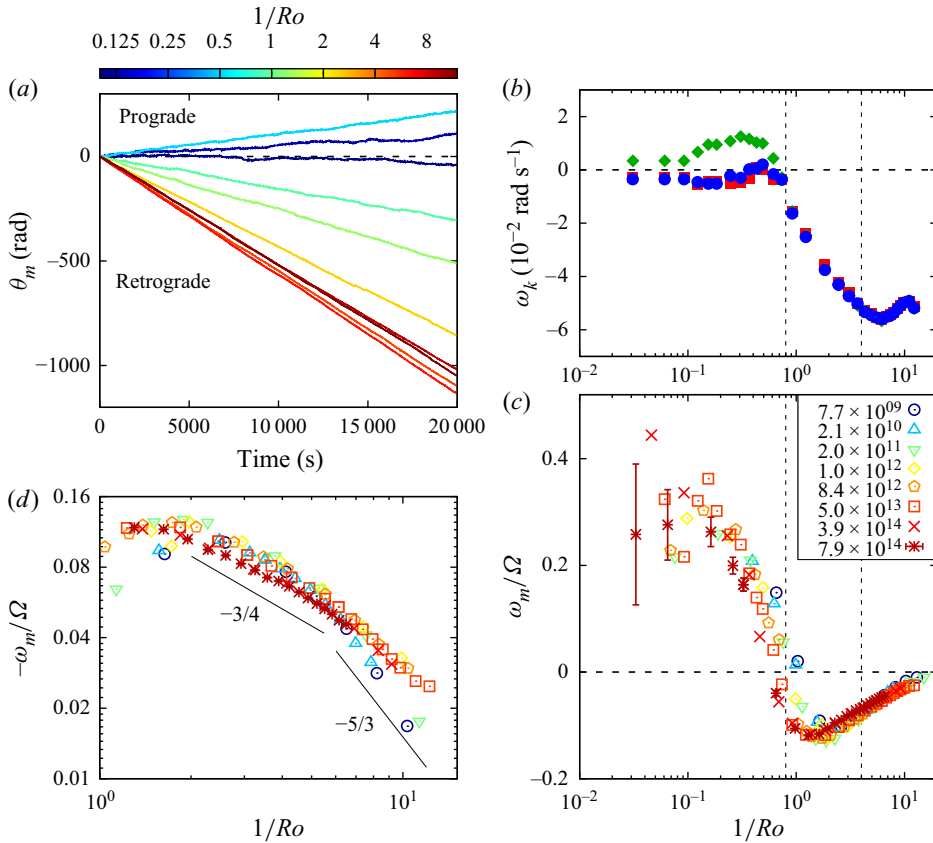 1/Ro
0.125 0.25 0.5 1 2 4 8
(a)
Prograde
Retrograde
0
−500
−1000
θm (rad)
0 5000 10 000 15 000 20 000
Time (s)
(b)
2
0
−2
−4
−6
ωk (10−2 rad s−1)
10−2 10−1 100 101
(c)
0.4
0.2
0
−0.2
ωm/Ω
7.7 × 1009
2.1 × 1010
2.0 × 1011
1.0 × 1012
8.4 × 1012
5.0 × 1013
3.9 × 1014
7.9 × 1014
10−2 10−1 100 101
1/Ro
(d)
0.16
0.08
0.04
0.02
0.01
−ωm/Ω
−3/4
−5/3
100 101
1/Ro